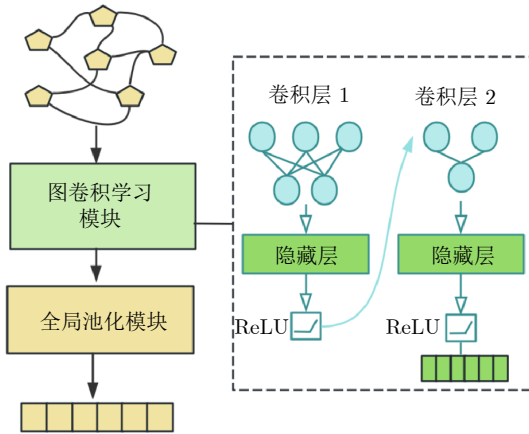 图卷积学习
模块
全局池化模块
卷积层 1
隐藏层
ReLU
卷积层 2
隐藏层
ReLU